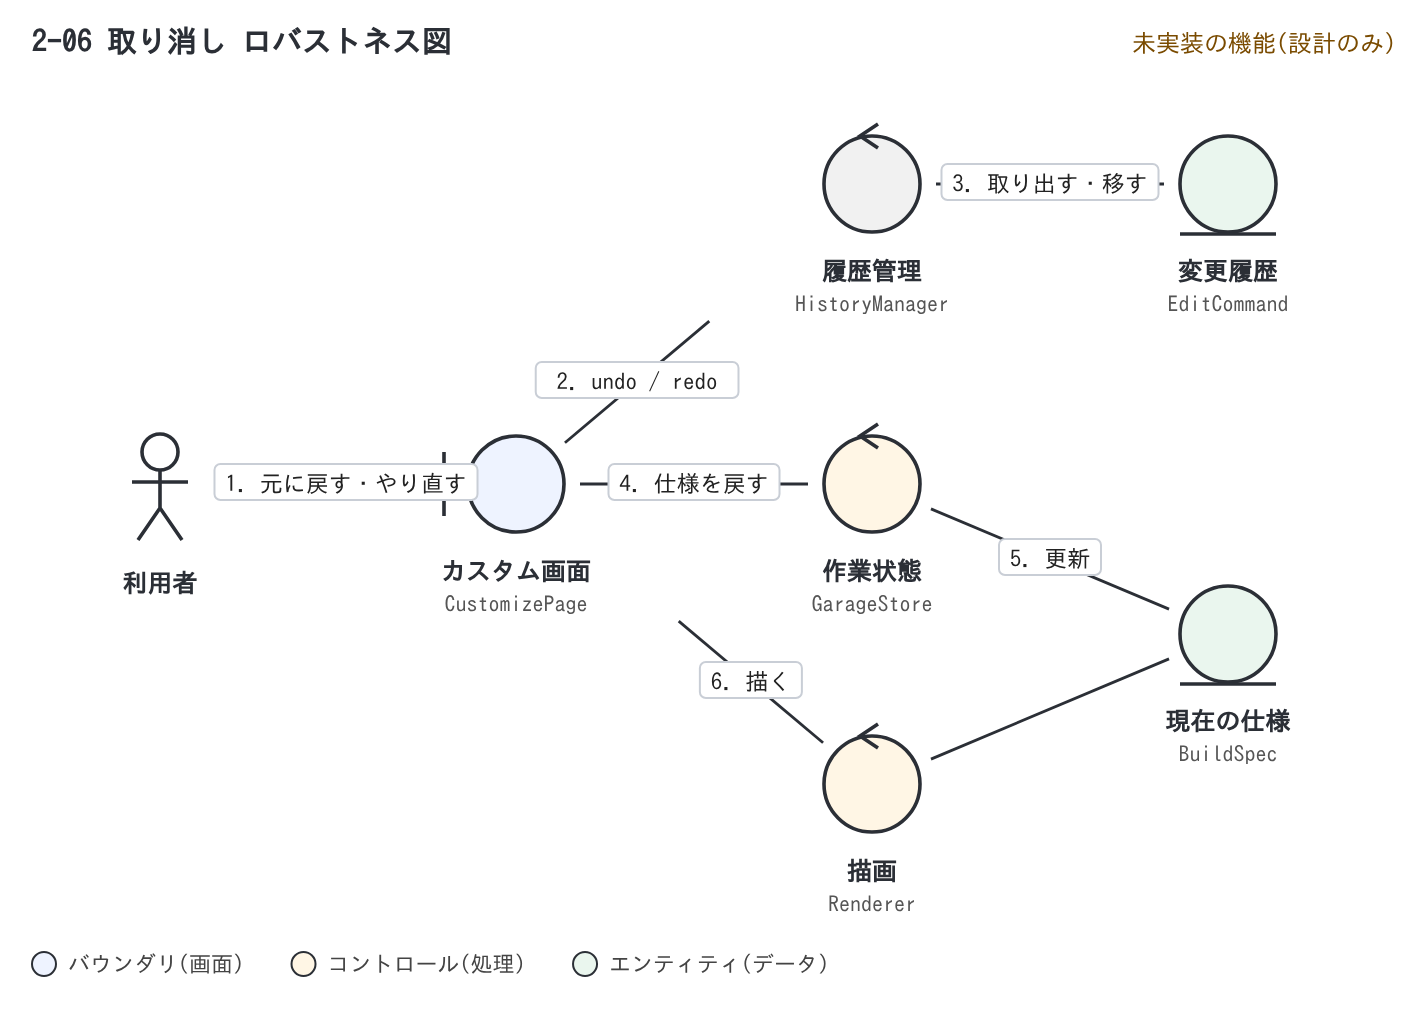 2-06 取り消し ロバストネス図
未実装の機能(設計のみ)
3. 取り出す・移す
履歴管理
HistoryManager
変更履歴
EditCommand
2. undo / redo
1. 元に戻す・やり直す
4. 仕様を戻す
利用者
カスタム画面
CustomizePage
作業状態
GarageStore
5. 更新
6. 描く
現在の仕様
BuildSpec
描画
Renderer
バウンダリ(画面)
コントロール(処理)
エンティティ(データ)